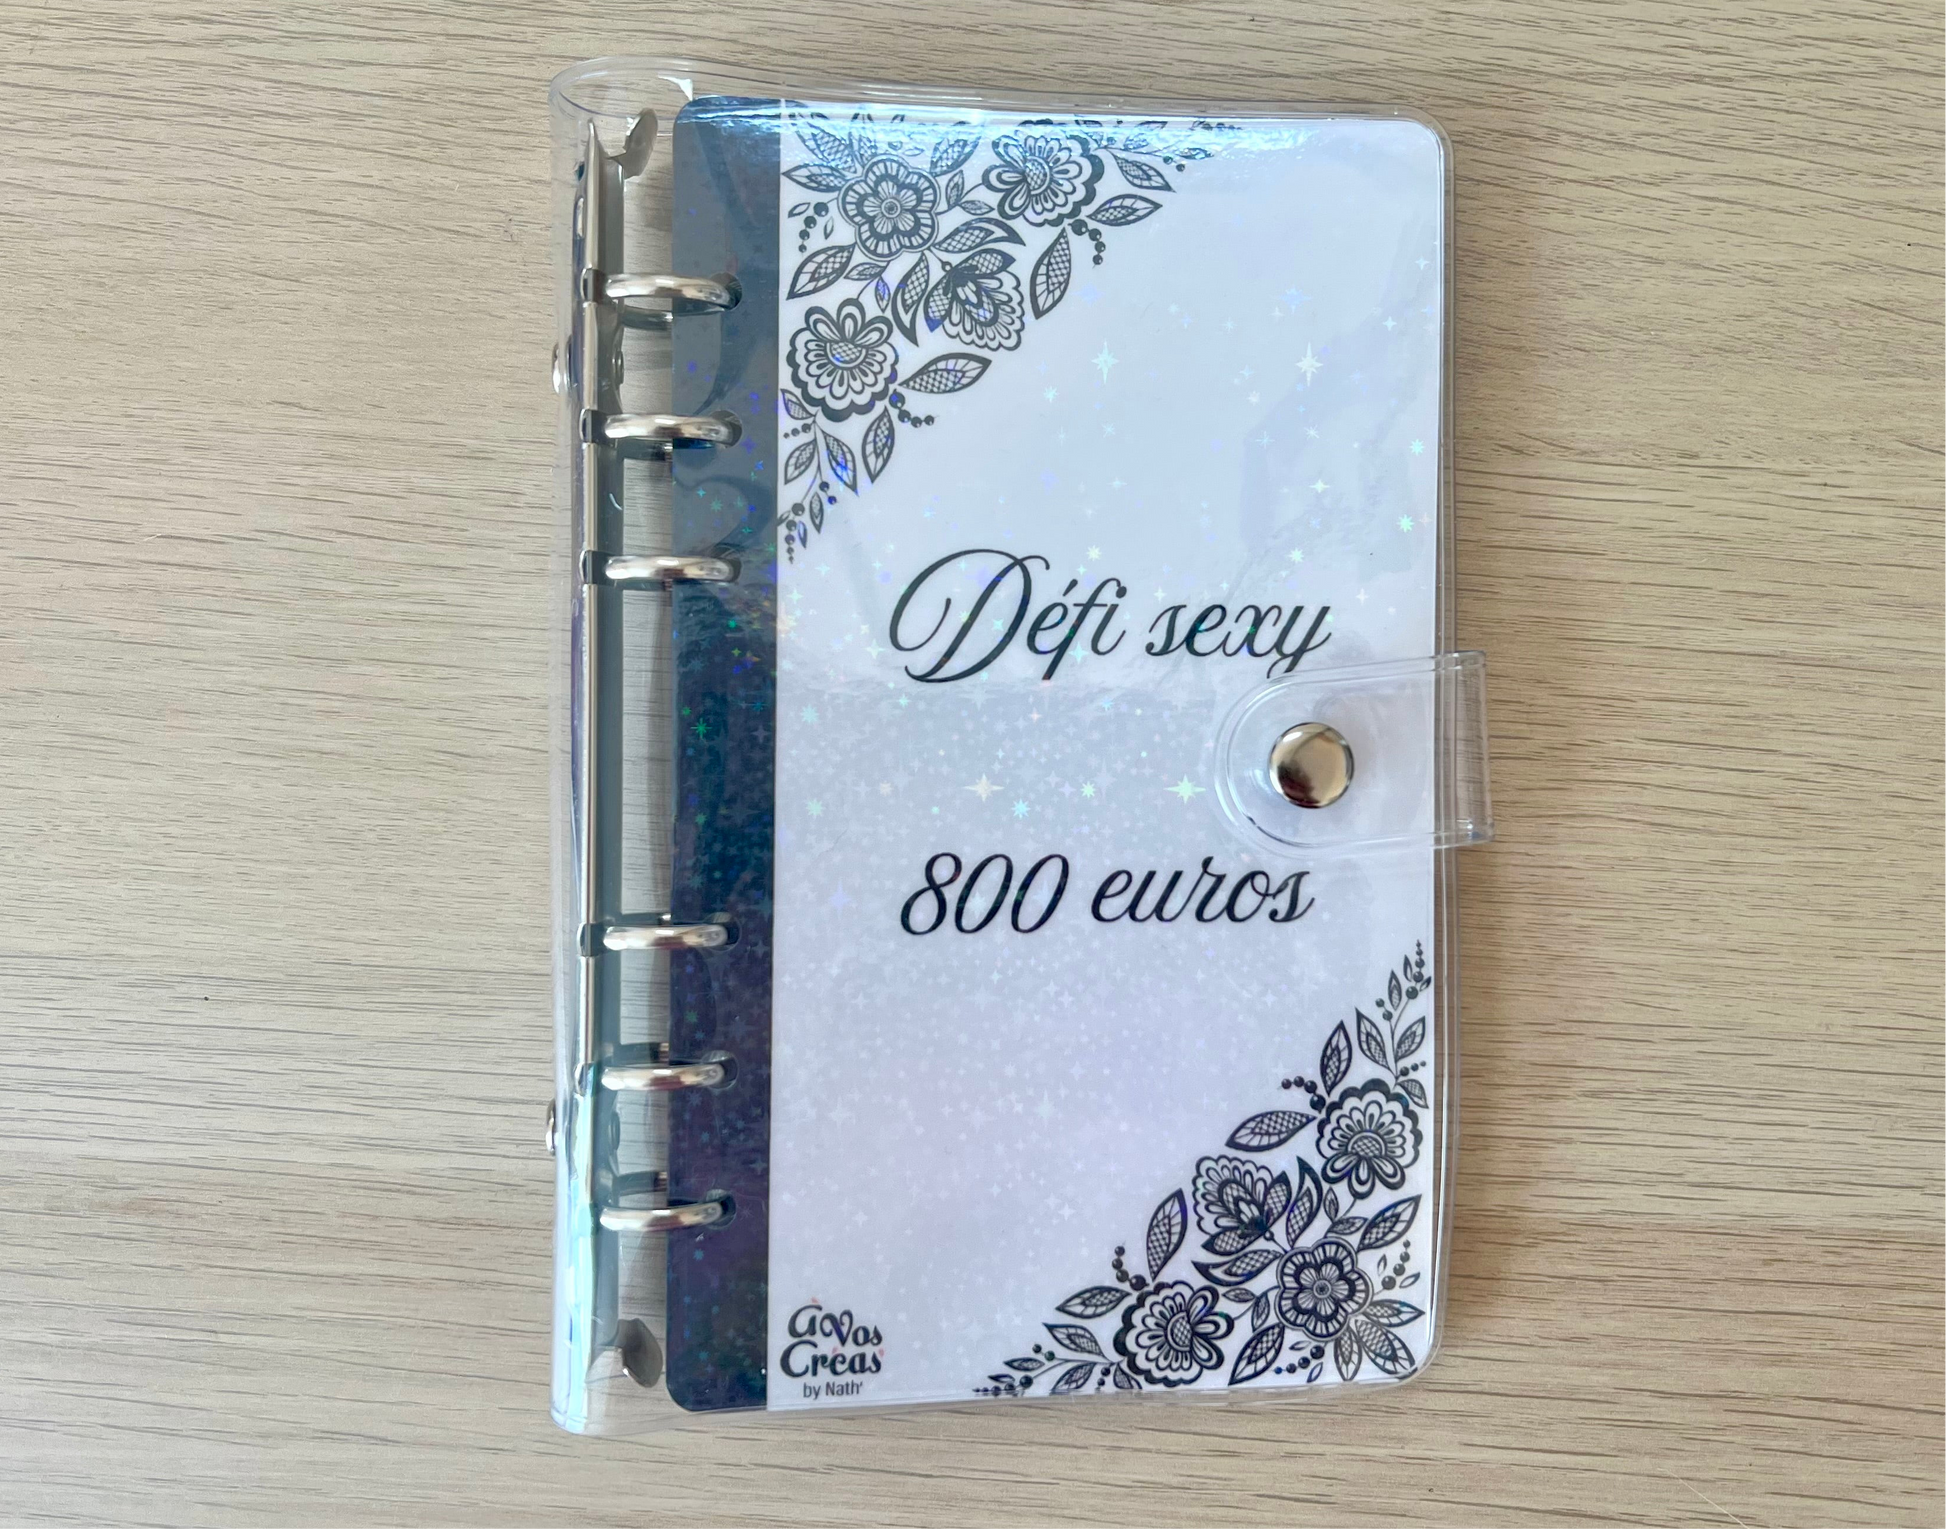 Défi sexy
800 euros
à Vos
Créas
by Nath'